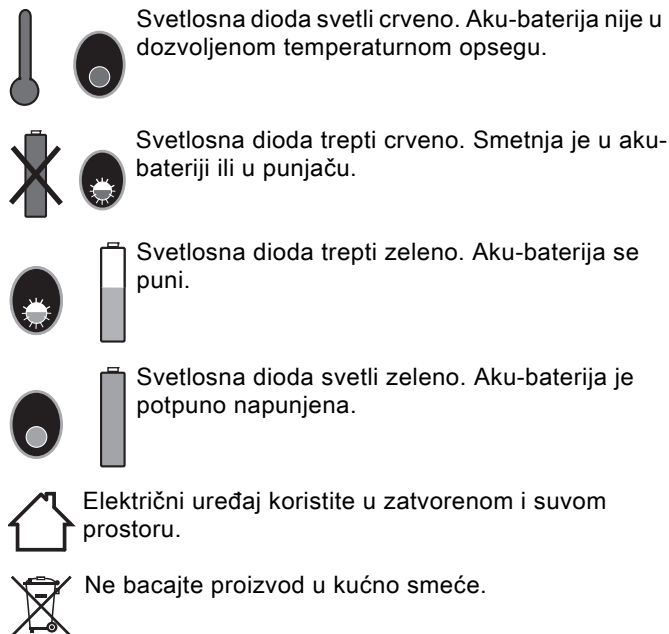 Svetlosna dioda svetli crveno. Aku-baterija nije u
dozvoljenom temperaturnom opsegu.
Svetlosna dioda trepti crveno. Smetnja je u aku-
bateriji ili u punjaču.
Svetlosna dioda trepti zeleno. Aku-baterija se
puni.
Svetlosna dioda svetli zeleno. Aku-baterija je
potpuno napunjena.
Električni uređaj koristite u zatvorenom i suvom
prostoru.
Ne bacajte proizvod u kućno smeće.